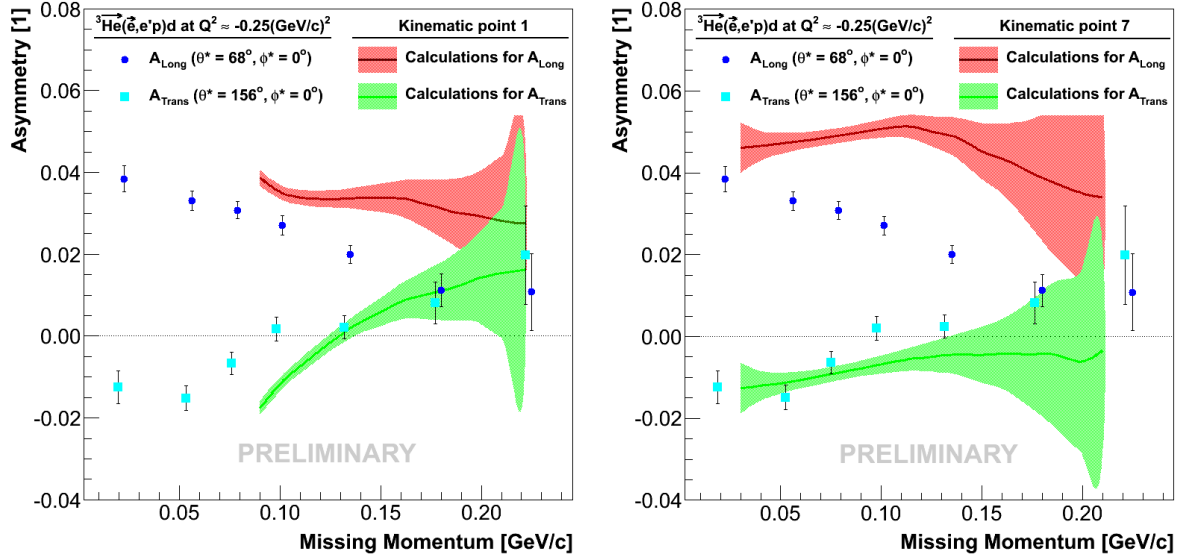 ³He(e,e'p)d at Q² ≈ -0.25(GeV/c)²
Kinematic point 1
A_Long (θ* = 68°, ϕ* = 0°)
Calculations for A_Long
A_Trans (θ* = 156°, ϕ* = 0°)
Calculations for A_Trans
Asymmetry [1]
0.08
0.06
0.04
0.02
0.00
-0.02
-0.04
PRELIMINARY
0.05
0.10
0.15
0.20
Missing Momentum [GeV/c]
³He(e,e'p)d at Q² ≈ -0.25(GeV/c)²
Kinematic point 7
A_Long (θ* = 68°, ϕ* = 0°)
Calculations for A_Long
A_Trans (θ* = 156°, ϕ* = 0°)
Calculations for A_Trans
Asymmetry [1]
0.08
0.06
0.04
0.02
0.00
-0.02
-0.04
PRELIMINARY
0.05
0.10
0.15
0.20
Missing Momentum [GeV/c]